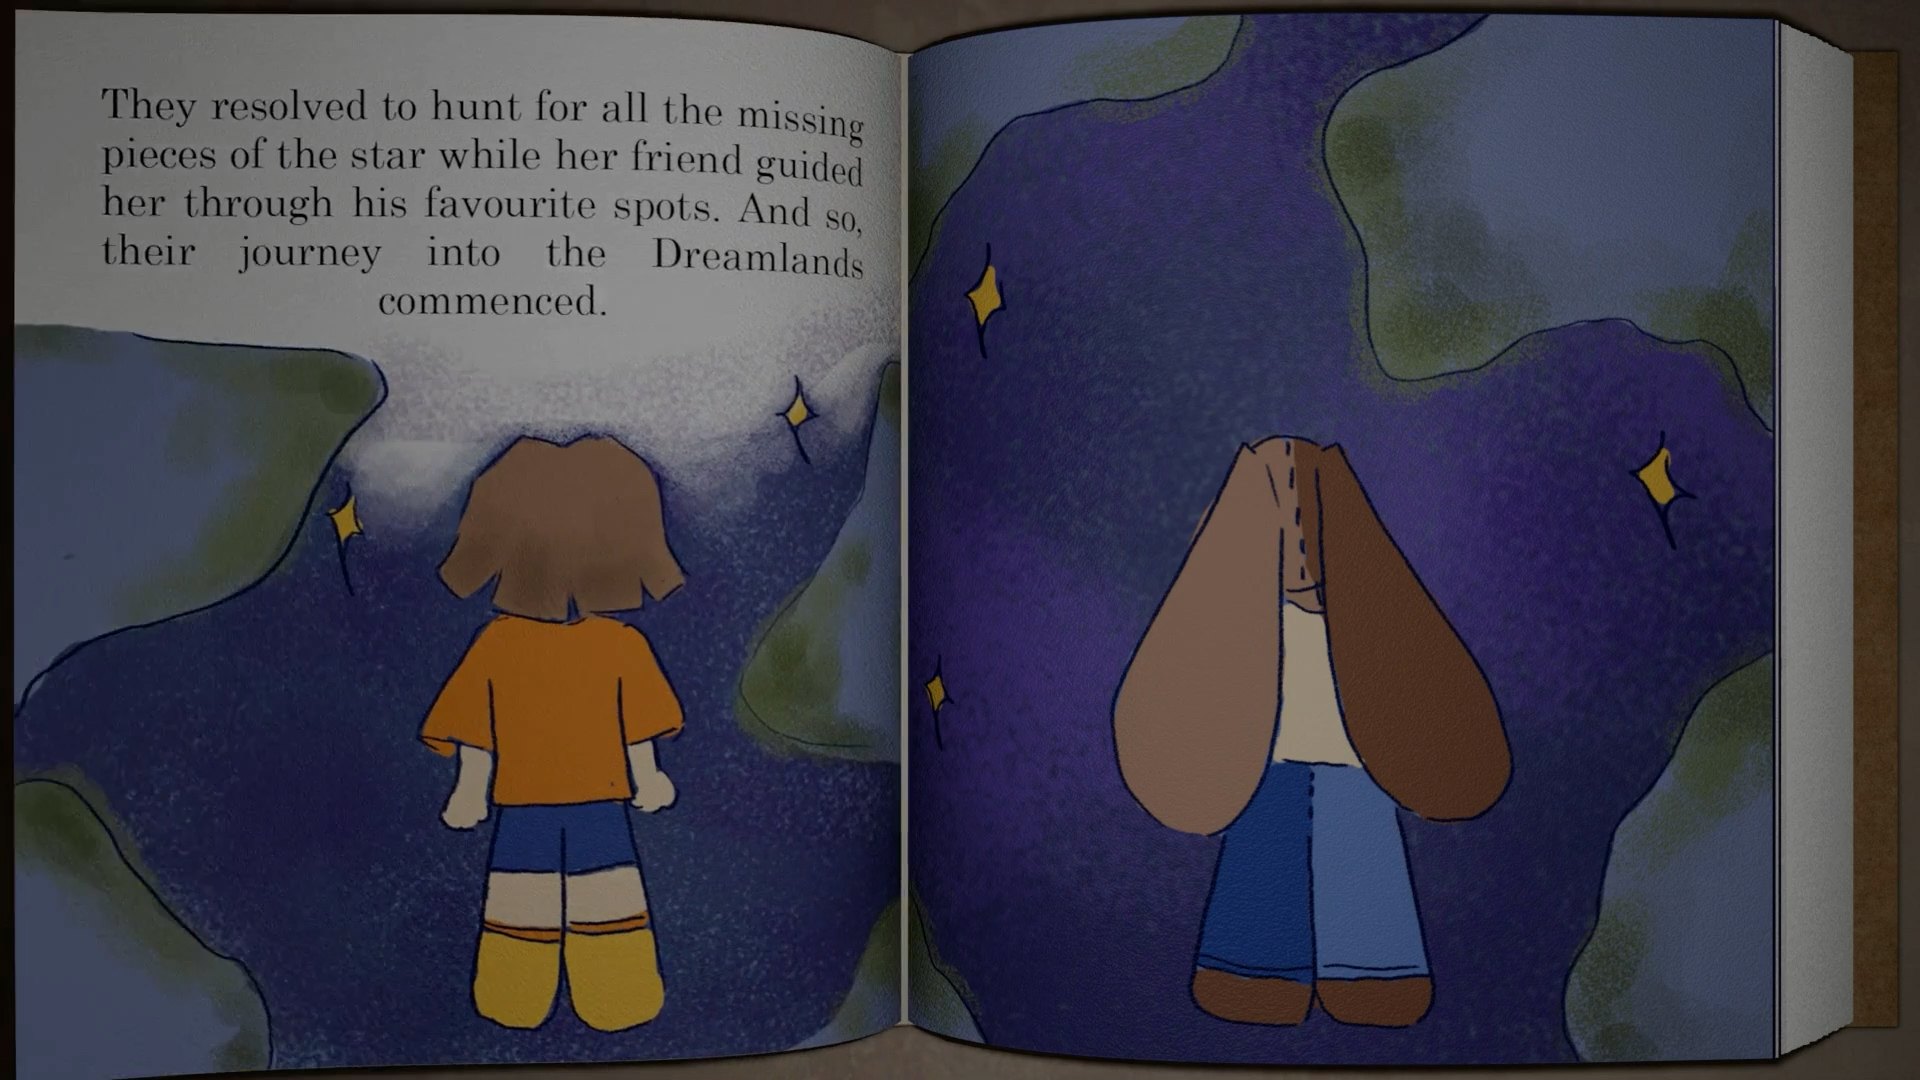 They resolved to hunt for all the missing
pieces of the star while her friend guided
her through his favourite spots. And so,
their journey into the Dreamlands
commenced.